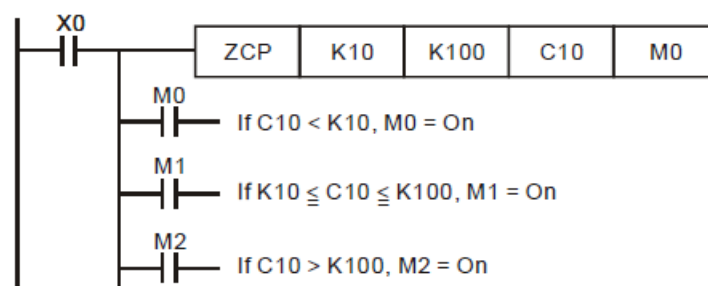 X0
ZCP K10 K100 C10 M0
M0
If C10 < K10, M0 = On
M1
If K10 ≦ C10 ≦ K100, M1 = On
M2
If C10 > K100, M2 = On